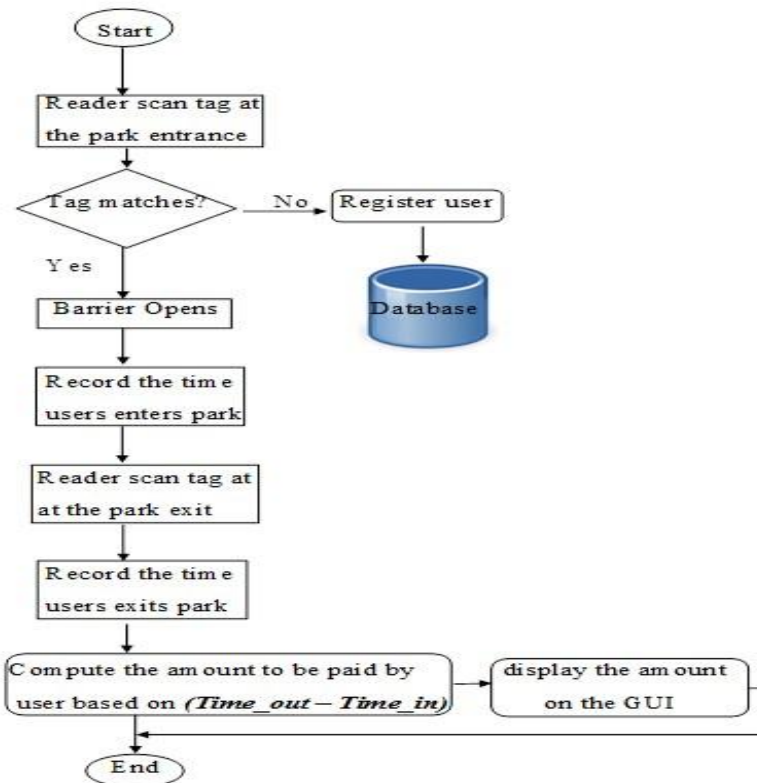 Start
Reader scan tag at
the park entrance
Tag matches?
No
Register user
Yes
Database
Barrier Opens
Record the time
users enters park
Reader scan tag at
at the park exit
Record the time
users exits park
Compute the amount to be paid by
user based on (Time_out – Time_in)
display the amount
on the GUI
End